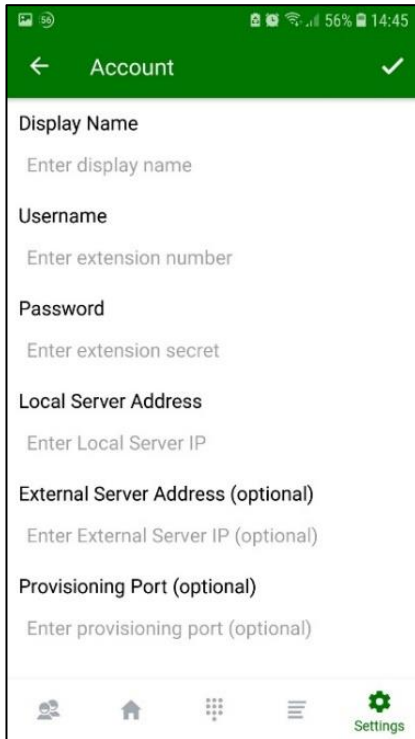 56
56% 14:45
Account
Display Name
Enter display name
Username
Enter extension number
Password
Enter extension secret
Local Server Address
Enter Local Server IP
External Server Address (optional)
Enter External Server IP (optional)
Provisioning Port (optional)
Enter provisioning port (optional)
Settings